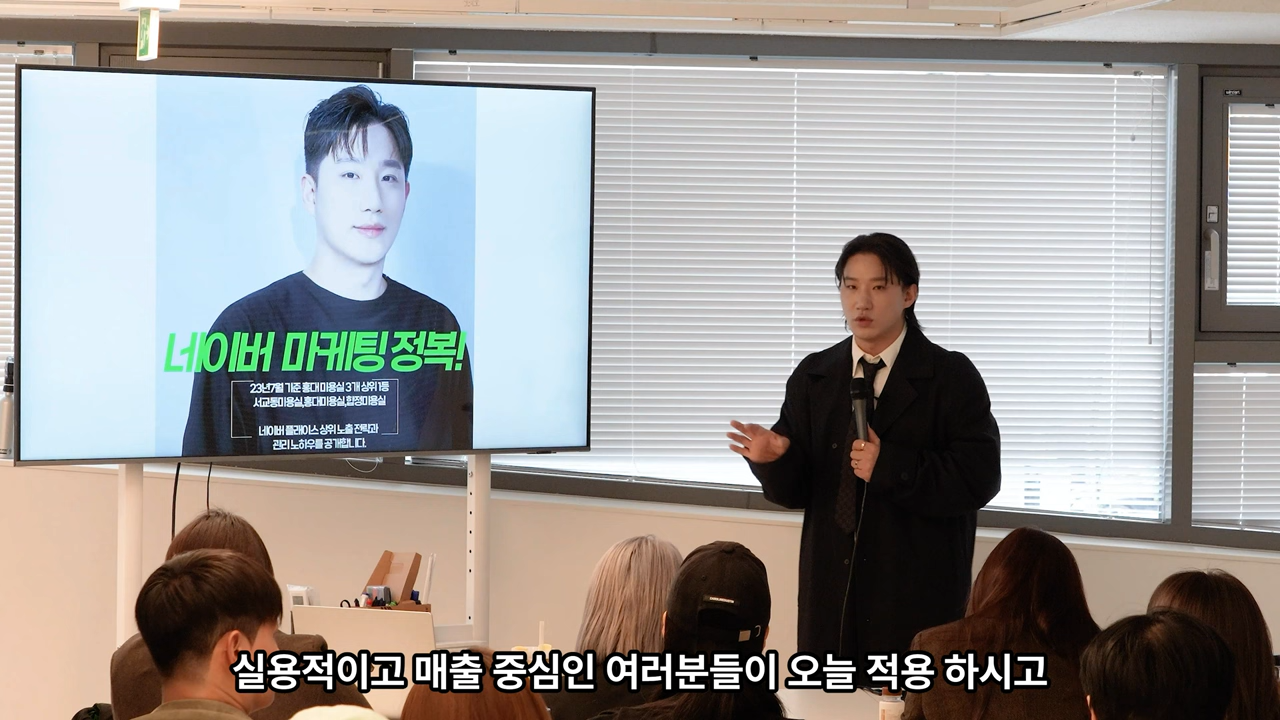 네이버 마케팅 정복!
23년 7월 기준 홍대 미용실 3개 상위 1등
서교동미용실,홍대미용실,합정미용실
네이버 플레이스 상위 노출 전략과
관리 노하우를 공개합니다.
실용적이고 매출 중심인 여러분들이 오늘 적용 하시고